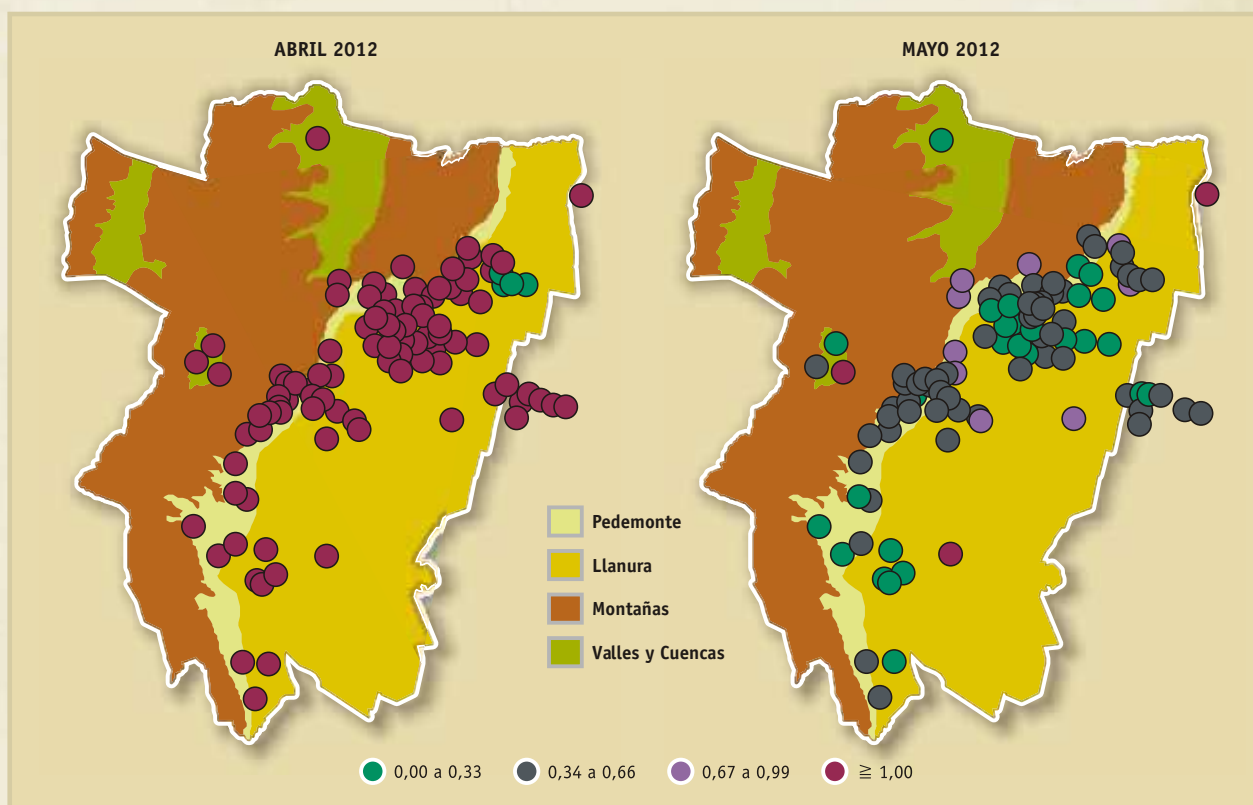 ABRIL 2012
MAYO 2012
Pedemonte
Llanura
Montañas
Valles y Cuencas
0,00 a 0,33
0,34 a 0,66
0,67 a 0,99
≧ 1,00